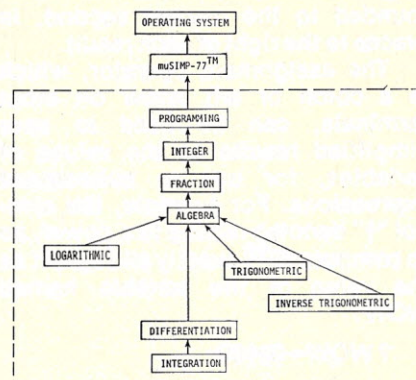 OPERATING SYSTEM
muSIMP-77™
PROGRAMMING
INTEGER
FRACTION
ALGEBRA
LOGARITHMIC
TRIGONOMETRIC
INVERSE TRIGONOMETRIC
DIFFERENTIATION
INTEGRATION